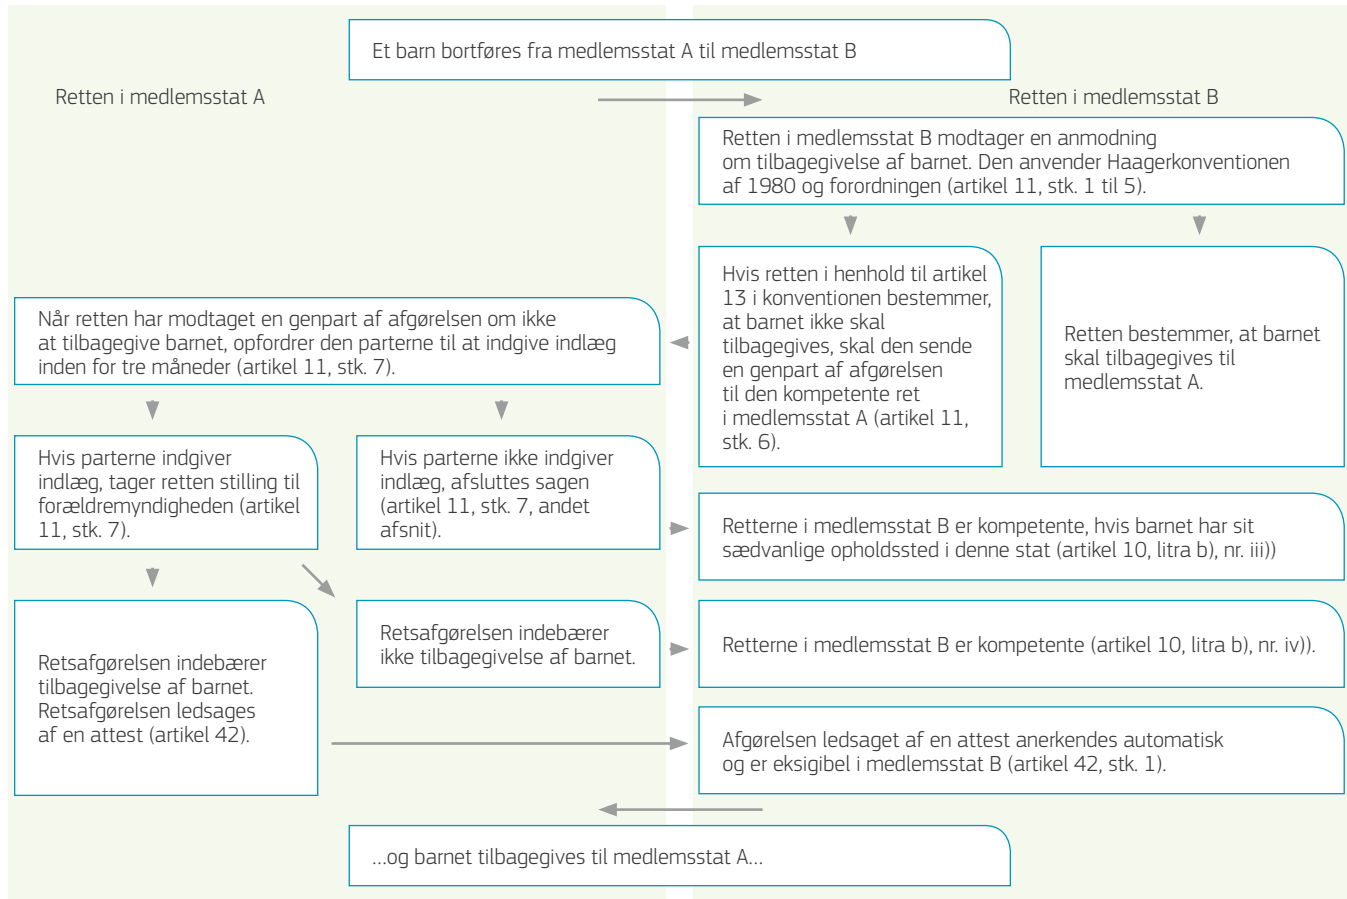 Et barn bortføres fra medlemsstat A til medlemsstat B
Retten i medlemsstat A
Retten i medlemsstat B
Retten i medlemsstat B modtager en anmodning
om tilbagegivelse af barnet. Den anvender Haagerkonventionen
af 1980 og forordningen (artikel 11, stk. 1 til 5).
Hvis retten i henhold til artikel
13 i konventionen bestemmer,
at barnet ikke skal
tilbagegives, skal den sende
en genpart af afgørelsen
til den kompetente ret
i medlemsstat A (artikel 11,
stk. 6).
Retten bestemmer, at barnet
skal tilbagegives til
medlemsstat A.
Når retten har modtaget en genpart af afgørelsen om ikke
at tilbagegive barnet, opfordrer den parterne til at indgive indlæg
inden for tre måneder (artikel 11, stk. 7).
Hvis parterne indgiver
indlæg, tager retten stilling til
forældremyndigheden (artikel
11, stk. 7).
Hvis parterne ikke indgiver
indlæg, afsluttes sagen
(artikel 11, stk. 7, andet
afsnit).
Retterne i medlemsstat B er kompetente, hvis barnet har sit
sædvanlige opholdssted i denne stat (artikel 10, litra b), nr. iii))
Retsafgørelsen indebærer
tilbagegivelse af barnet.
Retsafgørelsen ledsages
af en attest (artikel 42).
Retsafgørelsen indebærer
ikke tilbagegivelse af barnet.
Retterne i medlemsstat B er kompetente (artikel 10, litra b), nr. iv)).
Afgørelsen ledsaget af en attest anerkendes automatisk
og er eksigibel i medlemsstat B (artikel 42, stk. 1).
...og barnet tilbagegives til medlemsstat A...